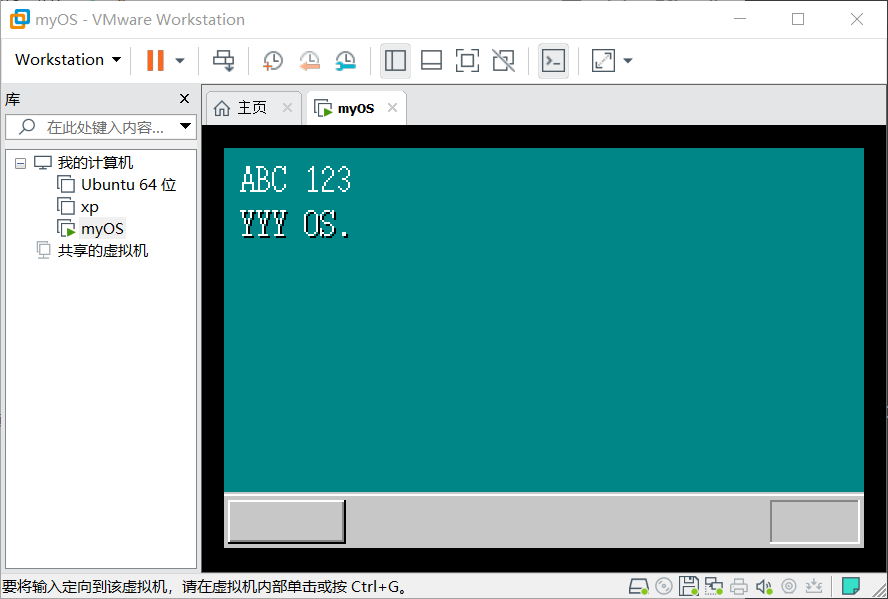 myOS - VMware Workstation
Workstation
库
主页
myOS
在此处键入内容...
我的计算机
Ubuntu 64 位
xp
myOS
共享的虚拟机
ABC 123
YYY OS.
要将输入定向到该虚拟机，请在虚拟机内部单击或按 Ctrl+G。